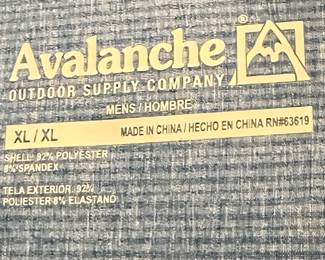 Avalanche®
OUTDOOR SUPPLY COMPANY
MENS / HOMBRE
XL / XL MADE IN CHINA / HECHO EN CHINA RN#63619
SHELL: 92% POLYESTER
8% SPANDEX
TELA EXTERIOR: 92%
POLIESTER 8% ELASTANO